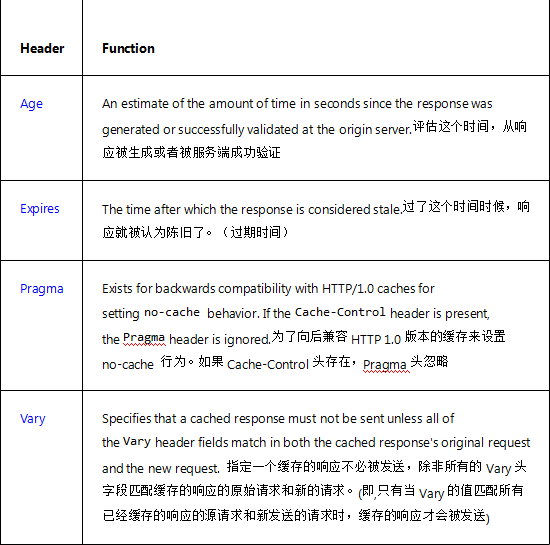 Header
Function
Age
An estimate of the amount of time in seconds since the response was
generated or successfully validated at the origin server.评估这个时间，从响
应被生成或者被服务端成功验证
Expires
The time after which the response is considered stale.过了这个时间时候，响
应就被认为陈旧了。（过期时间）
Pragma
Exists for backwards compatibility with HTTP/1.0 caches for
setting no-cache behavior. If the Cache-Control header is present,
the Pragma header is ignored.为了向后兼容 HTTP 1.0 版本的缓存来设置
no-cache 行为。如果 Cache-Control 头存在，Pragma 头忽略
Vary
Specifies that a cached response must not be sent unless all of
the Vary header fields match in both the cached response's original request
and the new request. 指定一个缓存的响应不必被发送，除非所有的 Vary 头
字段匹配缓存的响应的原始请求和新的请求。(即,只有当 Vary 的值匹配所有
已经缓存的响应的源请求和新发送的请求时，缓存的响应才会被发送)